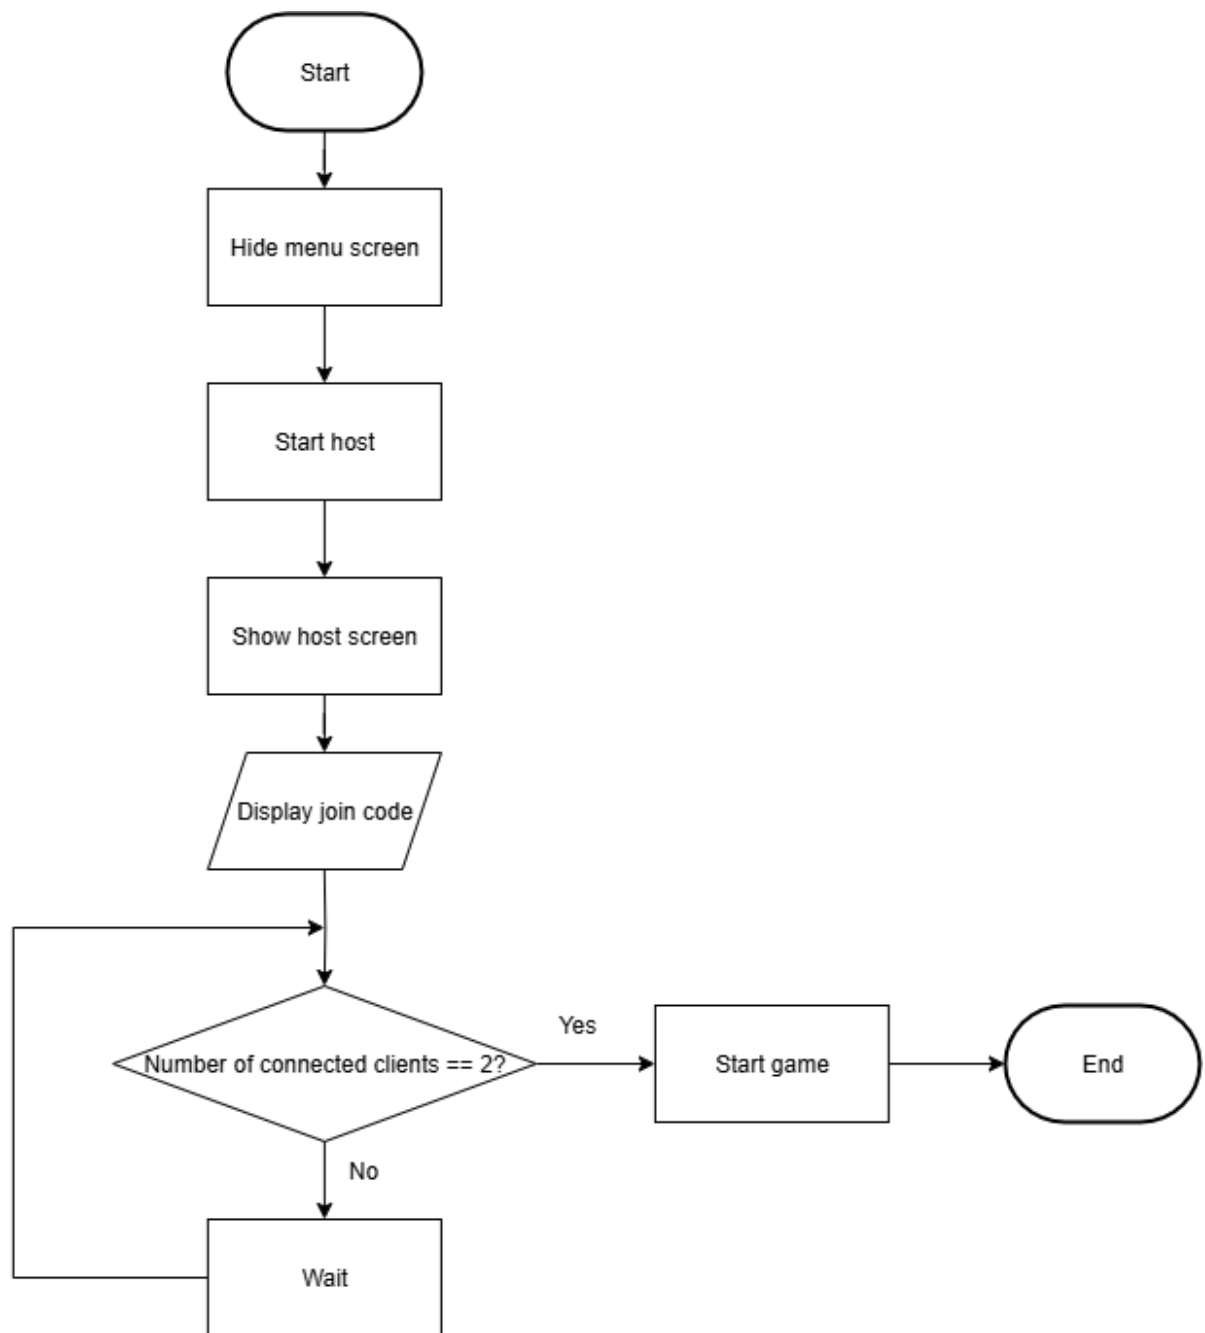 Start
Hide menu screen
Start host
Show host screen
Display join code
Number of connected clients == 2?
Yes
Start game
End
No
Wait